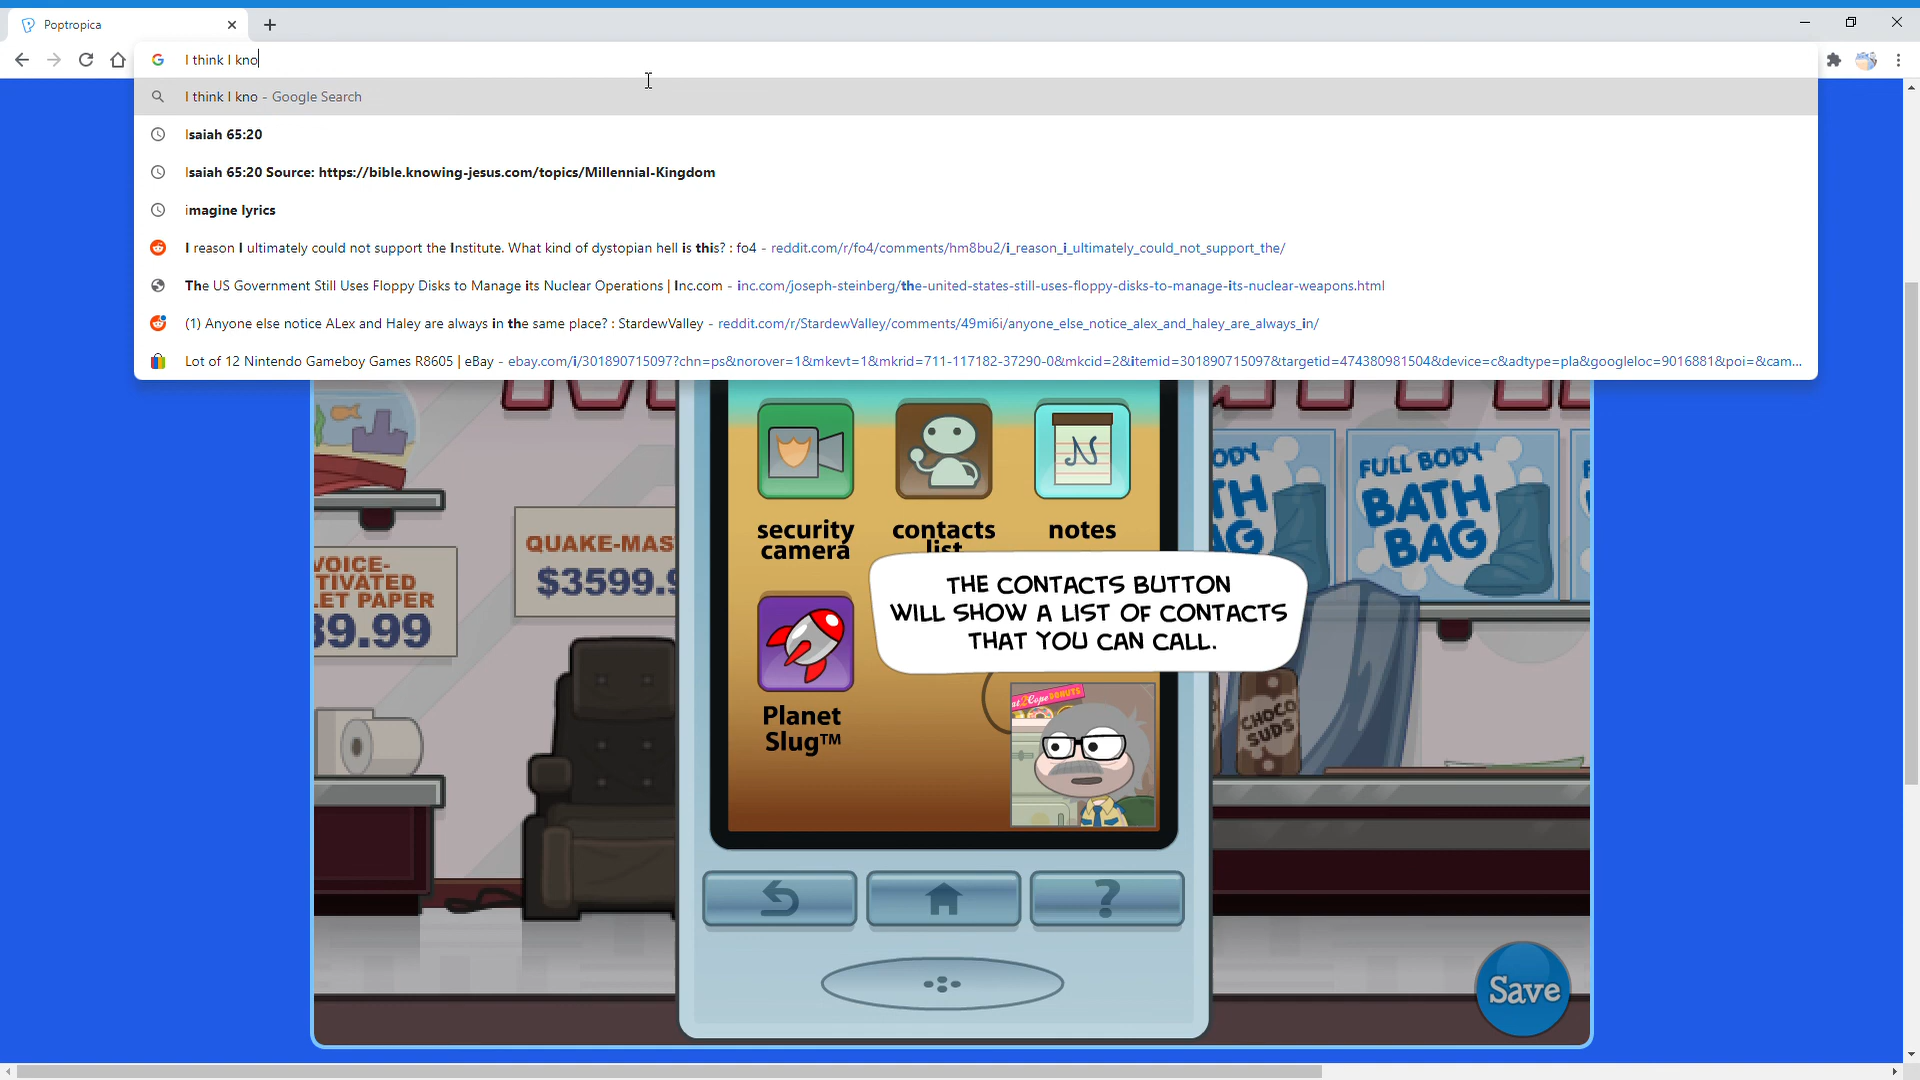 Poptropica
I think I kno
I think I kno - Google Search
Isaiah 65:20
Isaiah 65:20 Source: https://bible.knowing-jesus.com/topics/Millennial-Kingdom
imagine lyrics
I reason I ultimately could not support the Institute. What kind of dystopian hell is this? : fo4 - reddit.com/r/fo4/comments/hm8bu2/i_reason_i_ultimately_could_not_support_the/
The US Government Still Uses Floppy Disks to Manage its Nuclear Operations | Inc.com - inc.com/joseph-steinberg/the-united-states-still-uses-floppy-disks-to-manage-its-nuclear-weapons.html
(1) Anyone else notice ALex and Haley are always in the same place? : StardewValley - reddit.com/r/StardewValley/comments/49mi6i/anyone_else_notice_alex_and_haley_are_always_in/
Lot of 12 Nintendo Gameboy Games R8605 | eBay - ebay.com/i/301890715097?chn=ps&norover=1&mkevt=1&mkrid=711-117182-37290-0&mkcid=2&itemid=301890715097&targetid=474380981504&device=c&adtype=pla&googleloc=9016881&poi=&cam...
N
security
camera
contacts
list
notes
ODY
TH
BAG
FULL BODY
BATH
BAG
QUAKE-MAS
$3599.9
VOICE-
TIVATED
LET PAPER
39.99
THE CONTACTS BUTTON
WILL SHOW A LIST OF CONTACTS
THAT YOU CAN CALL.
Planet
Slug™
at2Cope DONUTS
CHOCO
SUDS
?
Save